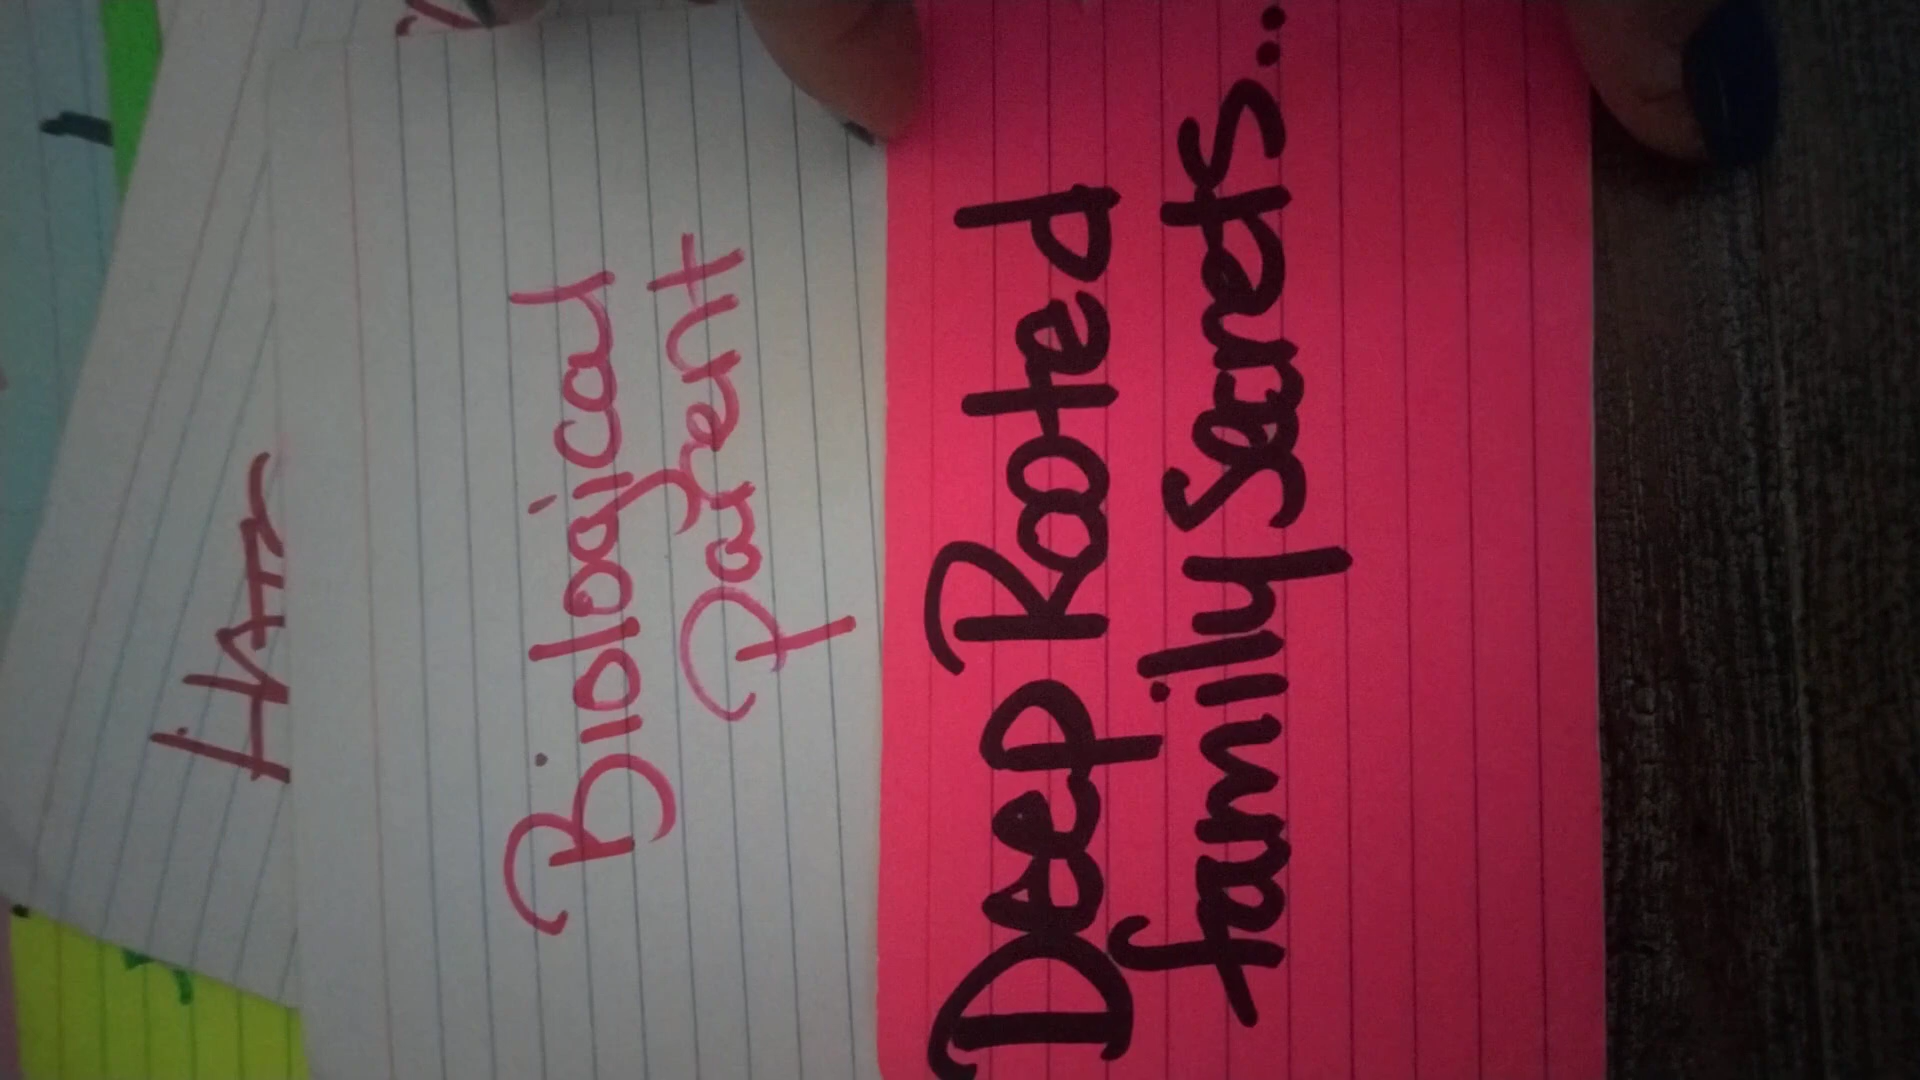 Biological
Parent
Deep Rooted
family Secrets...